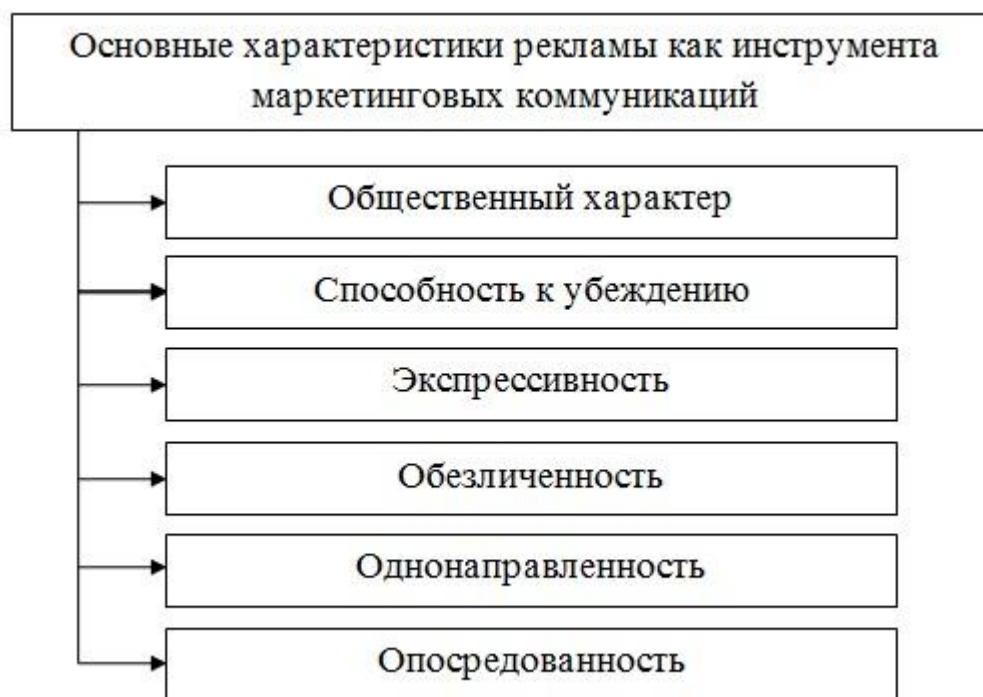 Основные характеристики рекламы как инструмента
маркетинговых коммуникаций
Общественный характер
Способность к убеждению
Экспрессивность
Обезличенность
Однонаправленность
Опосредованность